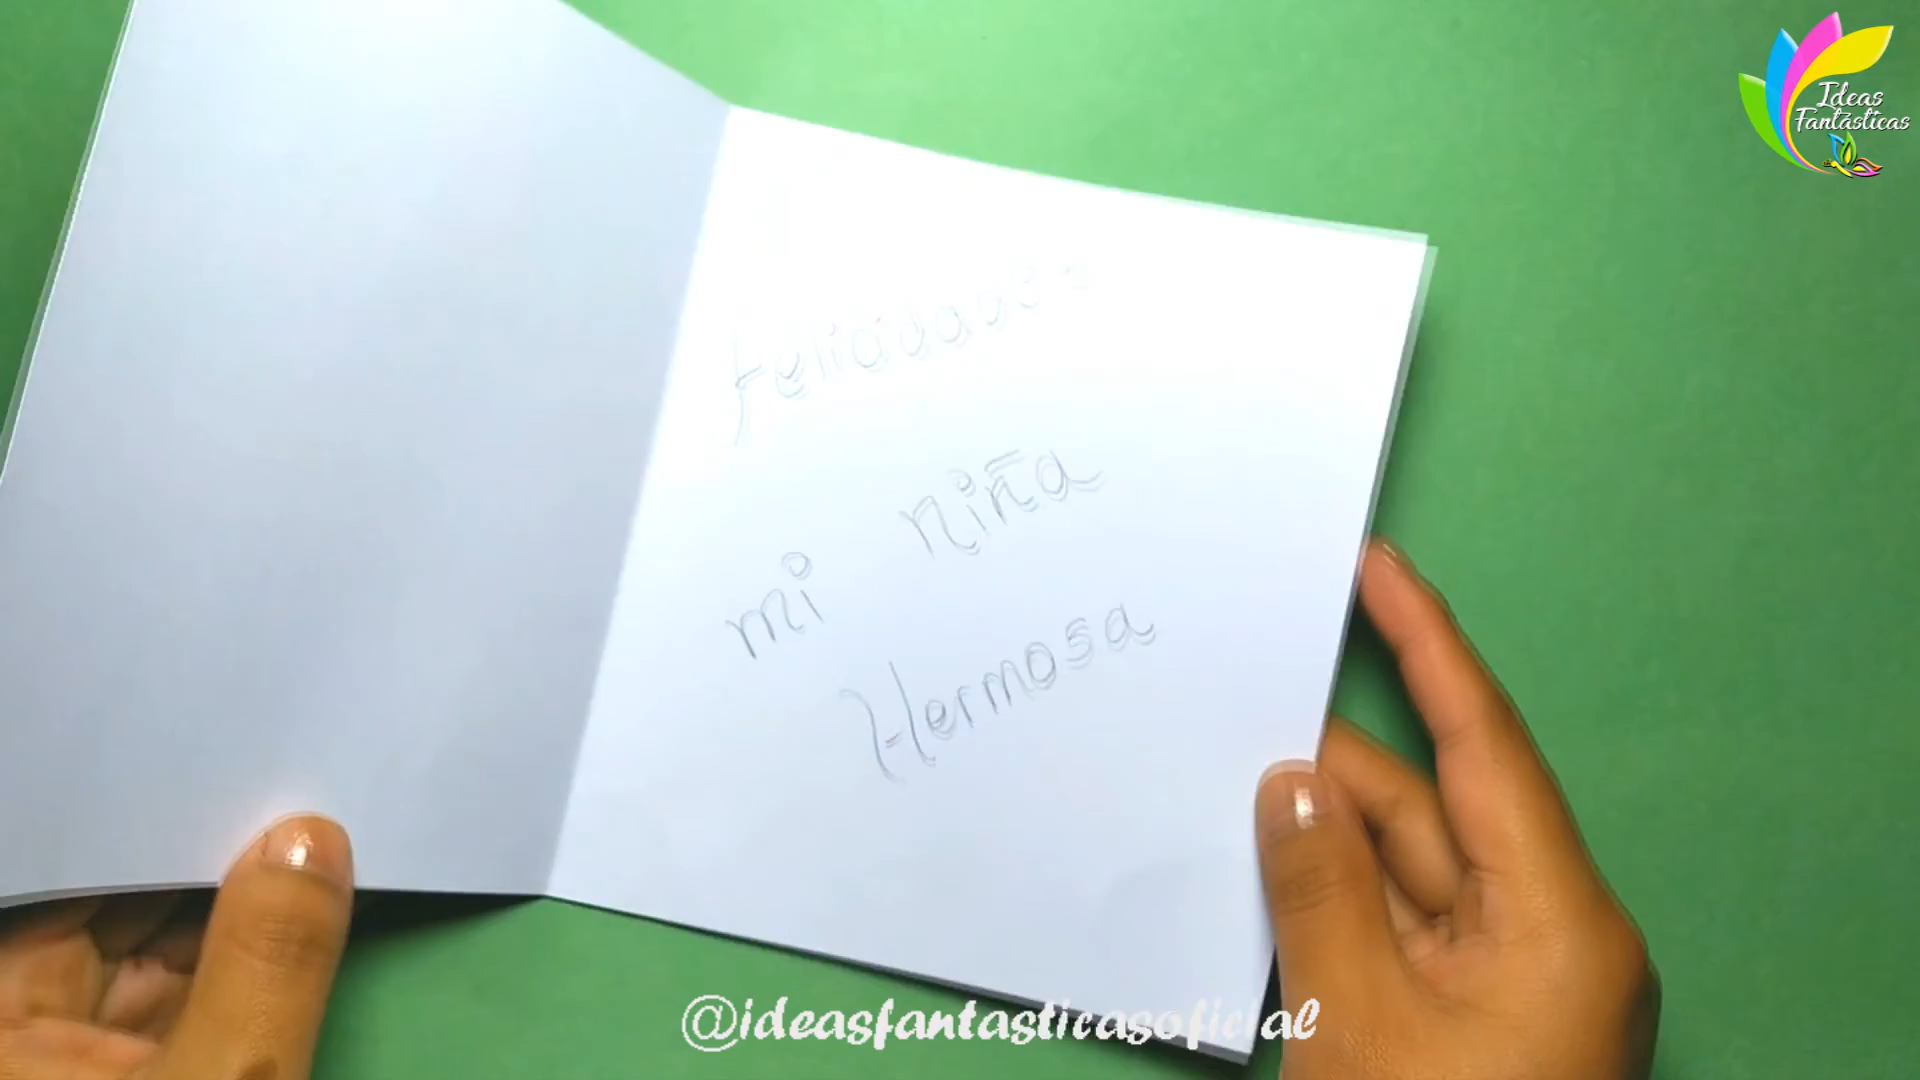 Ideas
Fantásticas
felicidades
mi niña
Hermosa
@ideasfantasticasoficial